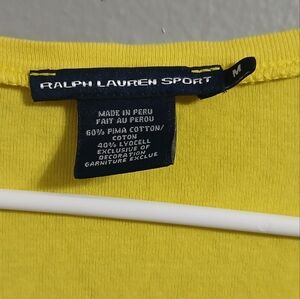 RALPH LAUREN SPORT
M
MADE IN PERU
FAIT AU PEROU
60% PIMA COTTON/
COTON
40% LYOCELL
EXCLUSIVE OF
DECORATION
GARNITURE EXCLUE